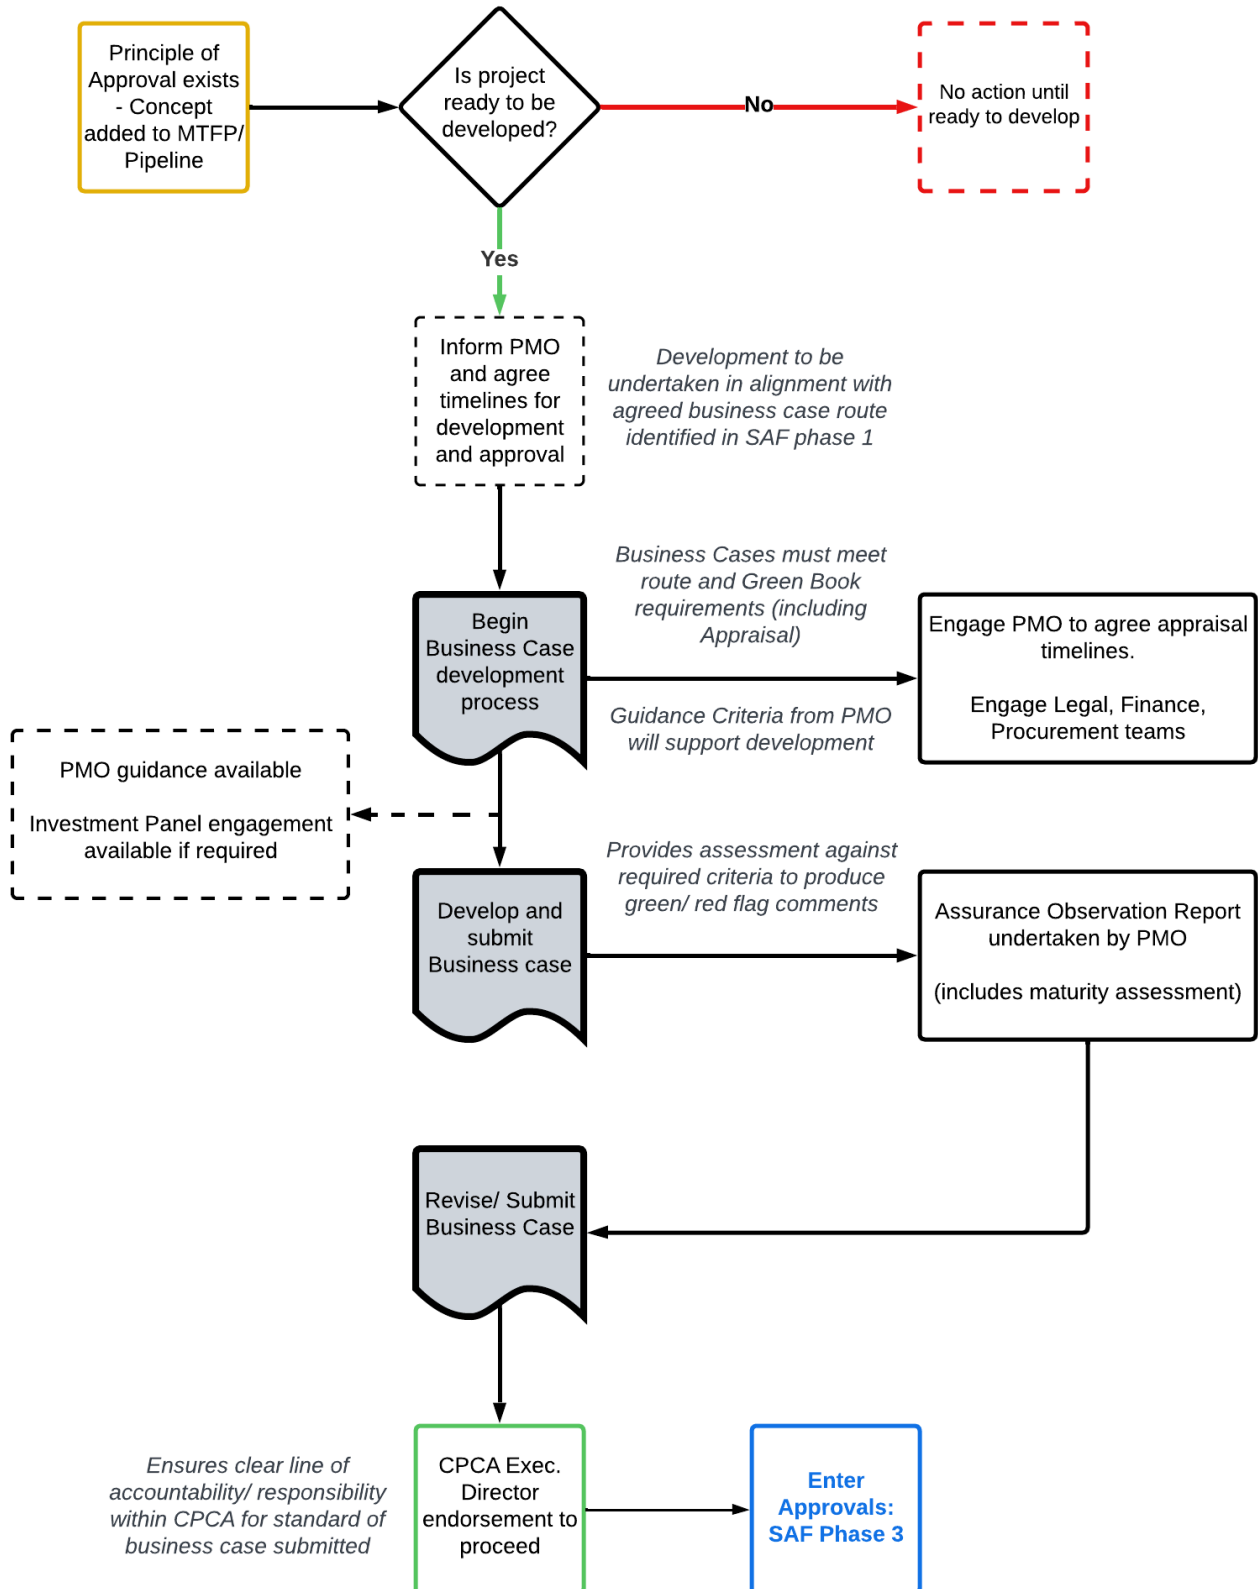 Principle of
Approval exists
- Concept
added to MTFP/
Pipeline
Is project
ready to be
developed?
No
No action until
ready to develop
Yes
Inform PMO
and agree
timelines for
development
and approval
Development to be
undertaken in alignment with
agreed business case route
identified in SAF phase 1
Begin
Business Case
development
process
Business Cases must meet
route and Green Book
requirements (including
Appraisal)
Guidance Criteria from PMO
will support development
Engage PMO to agree appraisal
timelines.
Engage Legal, Finance,
Procurement teams
PMO guidance available
Investment Panel engagement
available if required
Develop and
submit
Business case
Provides assessment against
required criteria to produce
green/ red flag comments
Assurance Observation Report
undertaken by PMO
(includes maturity assessment)
Revise/ Submit
Business Case
Ensures clear line of
accountability/ responsibility
within CPCA for standard of
business case submitted
CPCA Exec.
Director
endorsement to
proceed
Enter
Approvals:
SAF Phase 3